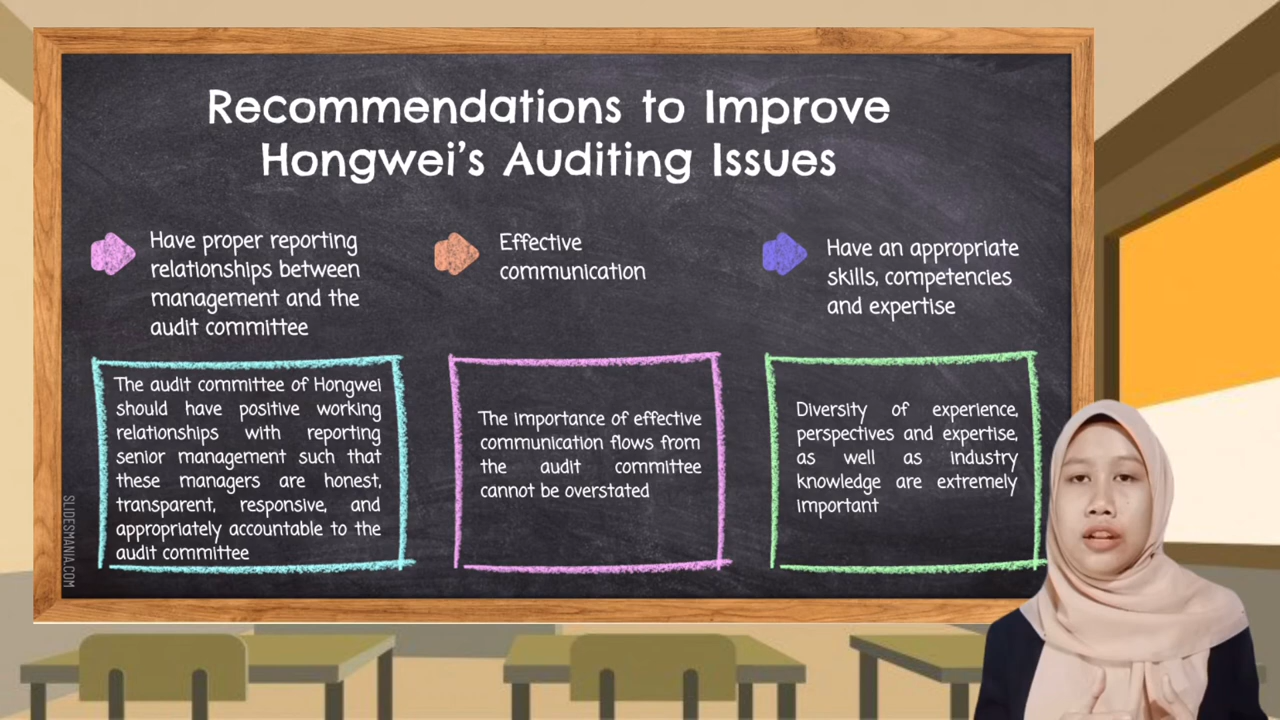 Recommendations to Improve
Hongwei's Auditing Issues
Have proper reporting
relationships between
management and the
audit committee
The audit committee of Hongwei
should have positive working
relationships with reporting
senior management such that
these managers are honest,
transparent, responsive, and
appropriately accountable to the
audit committee
Effective
communication
The importance of effective
communication flows from
the audit committee
cannot be overstated
Have an appropriate
skills, competencies
and expertise
Diversity of experience,
perspectives and expertise,
as well as industry
knowledge are extremely
important
SLIDESMANIA.COM